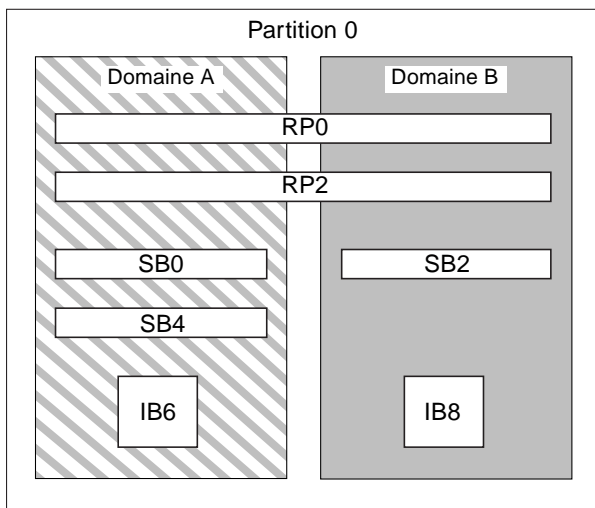 Partition 0
Domaine A
Domaine B
RP0
RP2
SB0
SB2
SB4
IB6
IB8